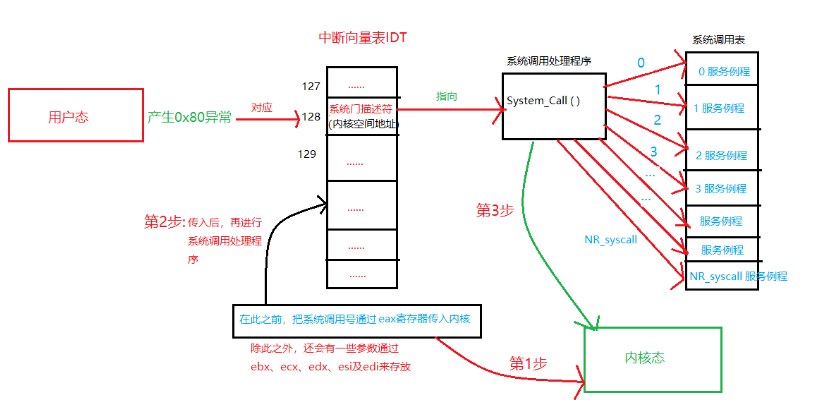 中断向量表IDT
系统调用处理程序
系统调用表
用户态
产生0x80异常
对应
127
......
128
系统门描述符
(内核空间地址)
129
......
......
......
......
指向
System_Call ( )
0
1
2
3
...
...
NR_syscall
0 服务例程
1 服务例程
2 服务例程
3 服务例程
服务例程
服务例程
NR_syscall 服务例程
第2步:
传入后，再进行
系统调用处理程
序
第3步
在此之前，把系统调用号通过 eax寄存器传入内核
除此之外，还会有一些参数通过
ebx、ecx、edx、esi及edi来存放
第1步
内核态